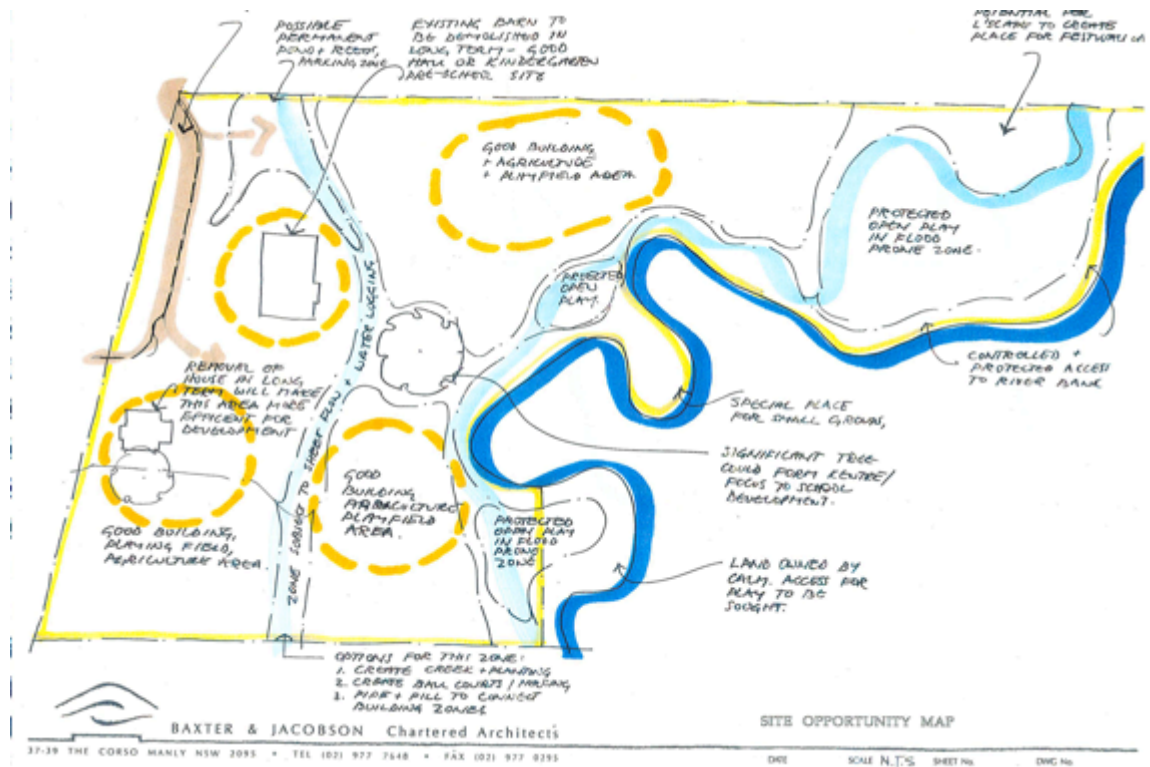 POSSIBLE
PERMANENT
POND + REEDS,
PARKING ZONE
EXISTING BARN TO
BE DEMOLISHED IN
LONG TERM - GOOD
HALL OR KINDERGARTEN
PRE-SCHOOL SITE
POTENTIAL FOR
L'SCAPE TO CREATE
PLACE FOR FESTIVALS
GOOD BUILDING
+ AGRICULTURE
+ PLAYFIELD AREA
PROTECTED
OPEN PLAY
IN FLOOD
PRONE ZONE.
PROTECTED
OPEN
PLAY.
CONTROLLED +
PROTECTED ACCESS
TO RIVER BANK
REMOVAL OF
HOUSE IN LONG
TERM WILL MAKE
THIS AREA MORE
EFFICIENT FOR
DEVELOPMENT
ZONE SUBJECT TO SHEET FLOW + WATER LOGGING
SPECIAL PLACE
FOR SMALL GROUPS,
SIGNIFICANT TREE
COULD FORM CENTRE/
FOCUS TO SCHOOL
DEVELOPMENT.
GOOD
BUILDING
AGRICULTURE
PLAYFIELD
AREA.
PROTECTED
OPEN PLAY
IN FLOOD
PRONE
ZONE
GOOD BUILDING,
PLAYING FIELD,
AGRICULTURE AREA.
LAND OWNED BY
CALM. ACCESS FOR
PLAY TO BE
SOUGHT.
OPTIONS FOR THIS ZONE:
1. CREATE CREEK + PLANTING
2. CREATE BALL COURTS / HOUSING
3. PIPE + FILL TO CONNECT
BUILDING ZONES
BAXTER & JACOBSON Chartered Architects
37-39 THE CORSO MANLY NSW 2095 • TEL (02) 977 7648 • FAX (02) 977 0295
SITE OPPORTUNITY MAP
DATE SCALE N.T.S SHEET No. DWG No